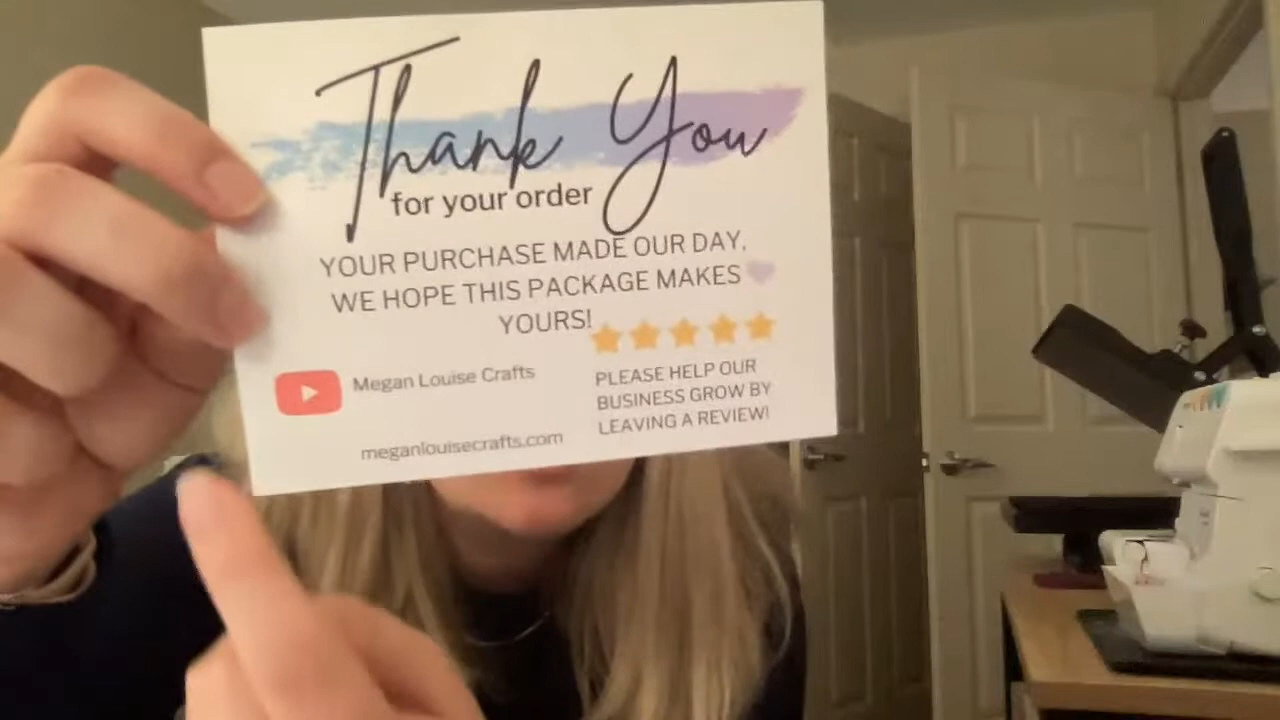 Thank You
for your order
YOUR PURCHASE MADE OUR DAY,
WE HOPE THIS PACKAGE MAKES
YOURS!
Megan Louise Crafts
meganlouisecrafts.com
PLEASE HELP OUR
BUSINESS GROW BY
LEAVING A REVIEW!